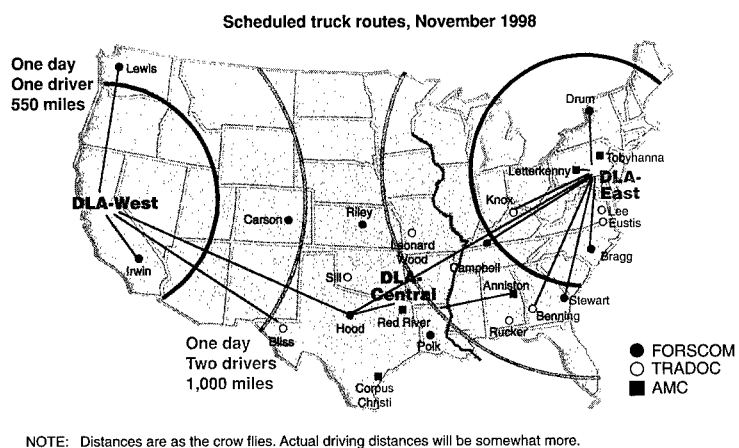 Scheduled truck routes, November 1998
One day
One driver
550 miles
Lewis
Drum
Tobyhanna
Letterkenny
DLA-
East
DLA-West
Knox
Lee
Eustis
Carson
Riley
Leonard
Wood
Campbell
Bragg
Irwin
Sill
DLA-
Central
Anniston
Stewart
Benning
Hood
Red River
Rucker
Bliss
Polk
One day
Two drivers
1,000 miles
Corpus
Christi
FORSCOM
TRADOC
AMC
NOTE: Distances are as the crow flies. Actual driving distances will be somewhat more.